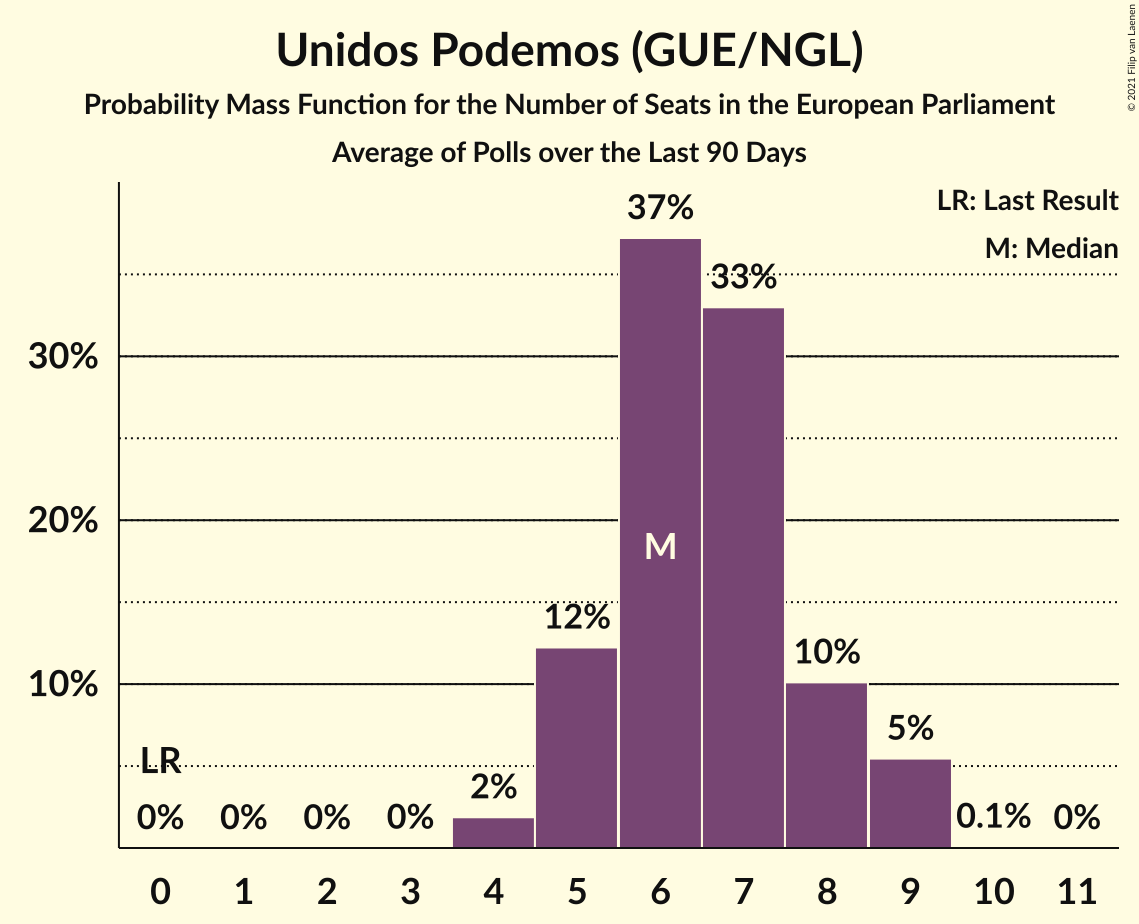 Unidos Podemos (GUE/NGL)
Probability Mass Function for the Number of Seats in the European Parliament
Average of Polls over the Last 90 Days
© 2021 Filip van Laenen
LR: Last Result
M: Median
37%
33%
30%
20%
M
12%
10%
10%
5%
LR
2%
0%
0%
0%
0%
0.1%
0%
0 1 2 3 4 5 6 7 8 9 10 11